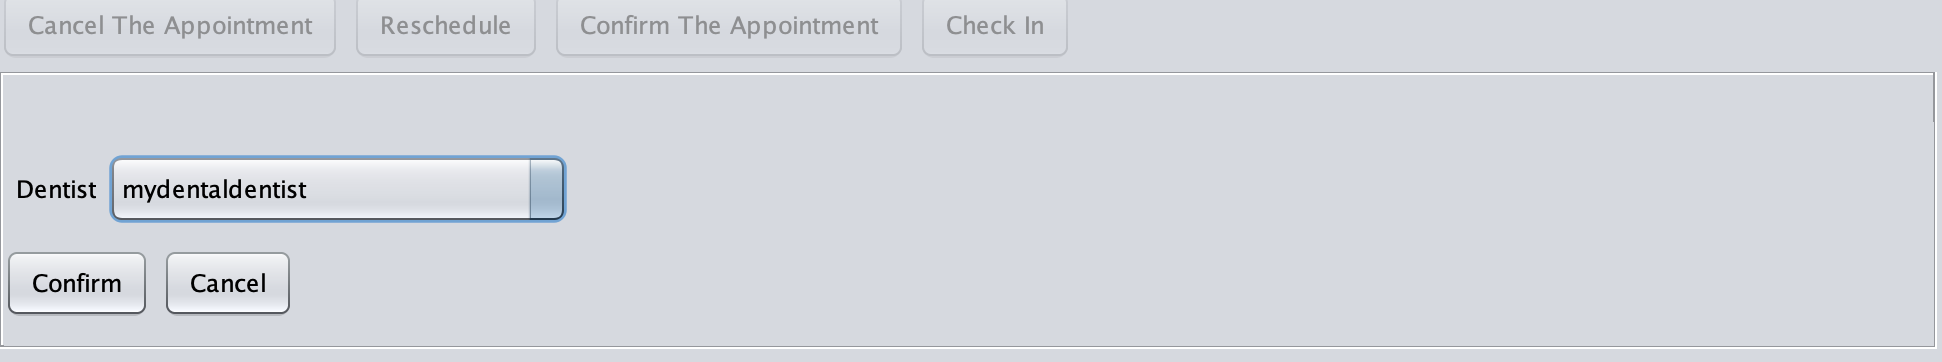 Cancel The Appointment Reschedule Confirm The Appointment Check In
Dentist mydentaldentist
Confirm Cancel